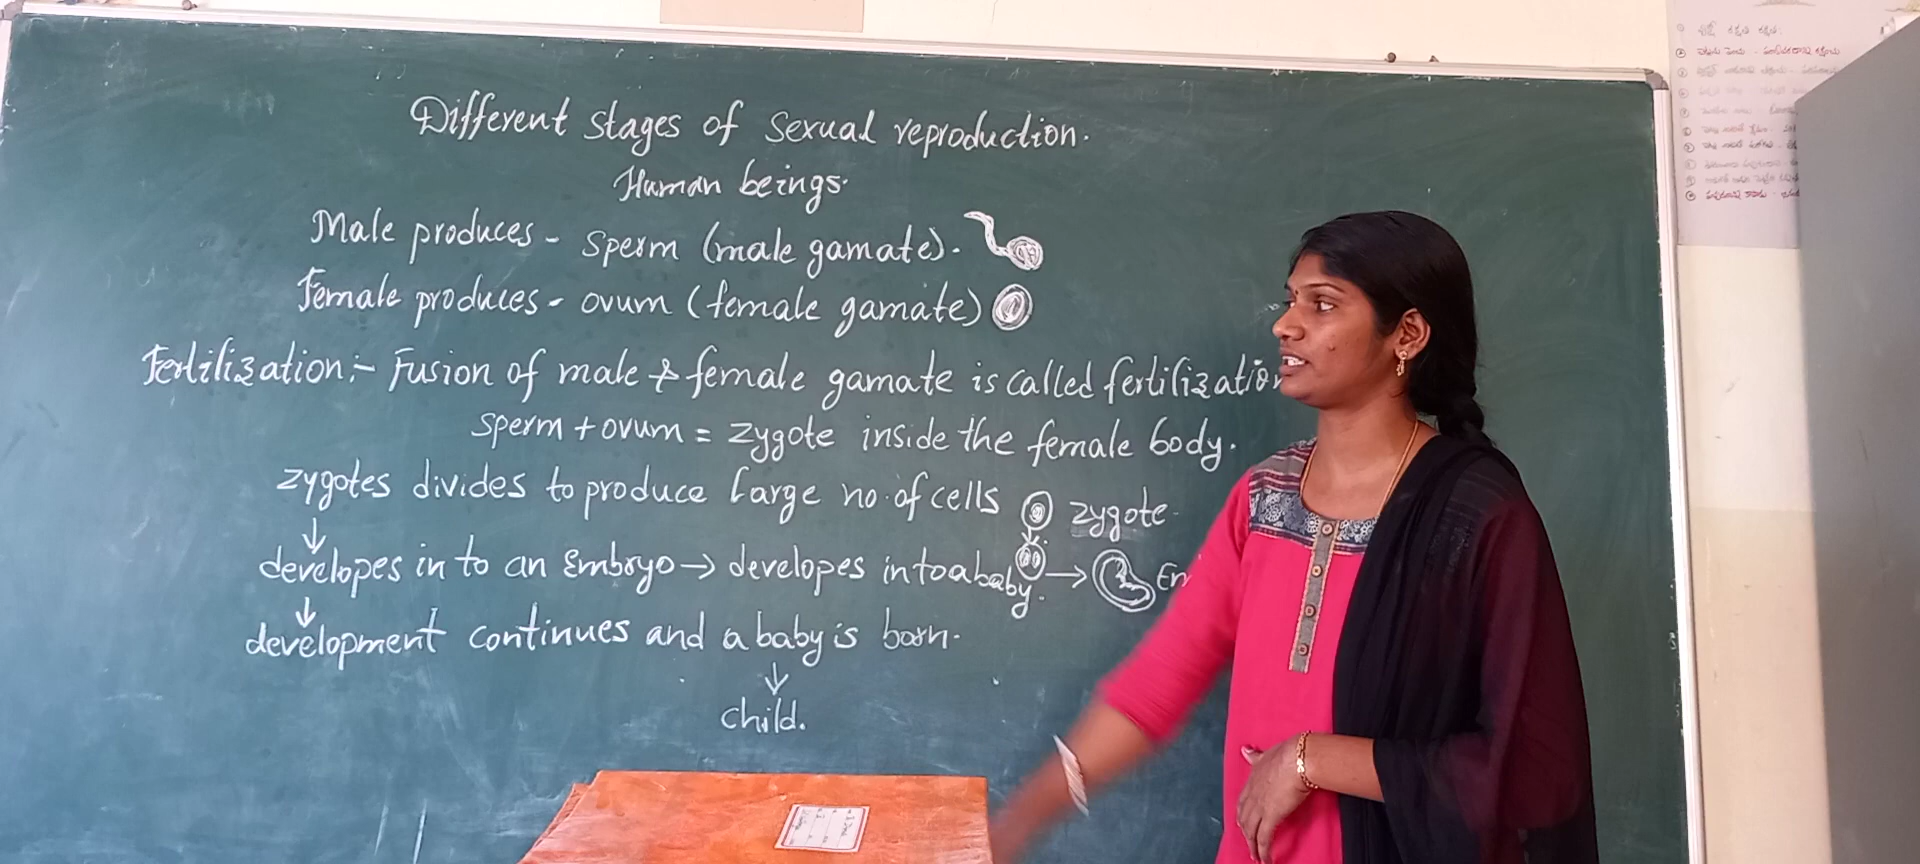 Different stages of sexual reproduction.
Human beings.
Male produces - sperm (male gamate).
Female produces - ovum (female gamate)
Fertilization :- Fusion of male & female gamate is called fertilization
sperm + ovum = zygote inside the female body.
zygotes divides to produce large no. of cells
zygote
↓
developes in to an Embryo → developes into a baby.
→ Em
↓
development continues and a baby is born.
↓
child.